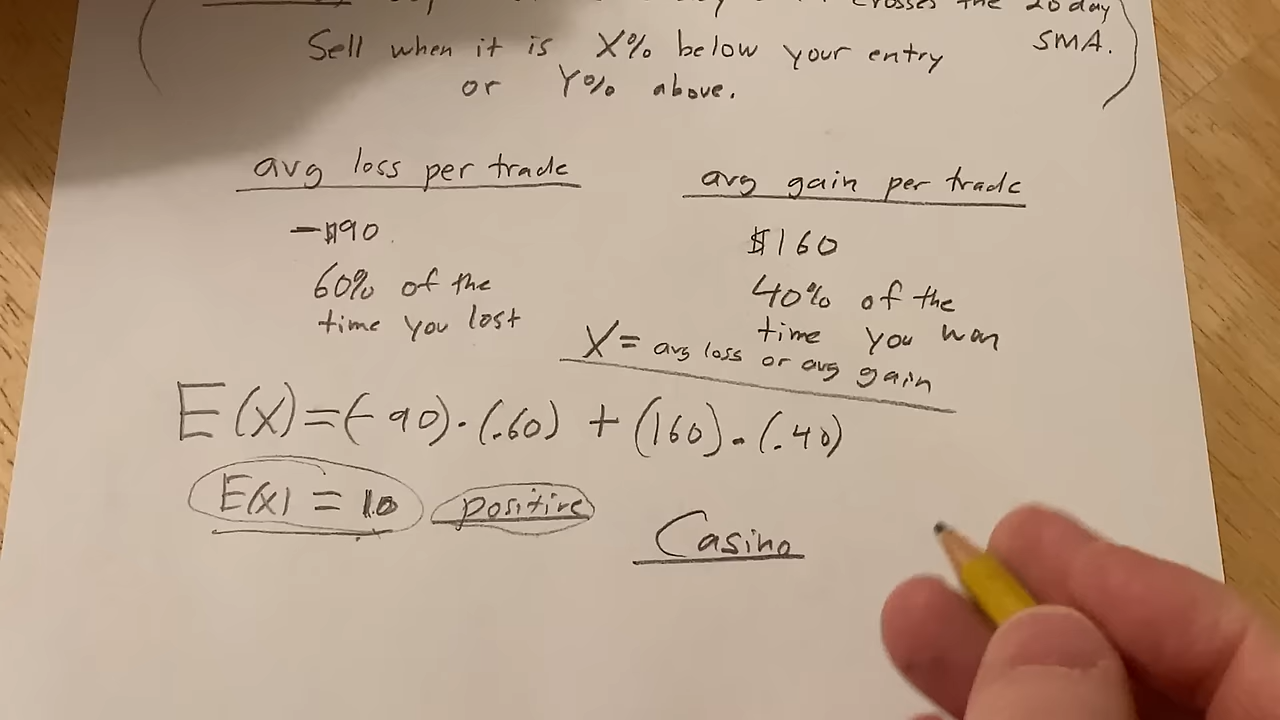 crosses the 20 day
SMA.
Sell when it is X% below your entry
or Y% above.
avg loss per trade
-$90
60% of the
time you lost
avg gain per trade
$160
40% of the
time you won
X = avg loss or avg gain
E(X)=(-90)·(.60) + (160)·(.40)
E(X) = 10 positive
Casino